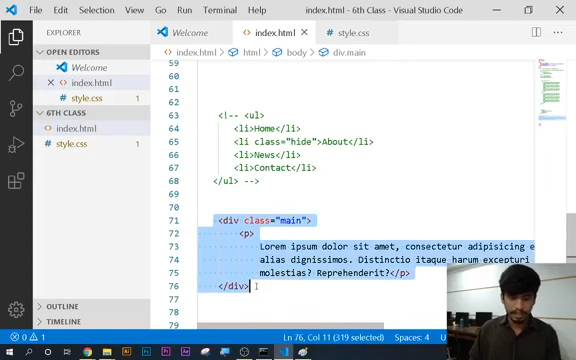 File Edit Selection View Go Run Terminal Help index.html - 6th Class - Visual Studio Code
EXPLORER
Welcome index.html style.css 1
index.html > html > body > div.main
OPEN EDITORS
Welcome
index.html
style.css 1
6TH CLASS
index.html
style.css 1
OUTLINE
TIMELINE
59
60
61
62
63 <!-- <ul>
64 <li>Home</li>
65 <li class="hide">About</li>
66 <li>News</li>
67 <li>Contact</li>
68 </ul> -->
69
70
71 <div class="main">
72 <p>
73 Lorem ipsum dolor sit amet, consectetur adipisicing e
74 alias dignissimos. Distinctio itaque harum excepturi
75 molestias? Reprehenderit?</p>
76 </div>
77
78
79
0 1 Ln 76, Col 11 (319 selected) Spaces: 4